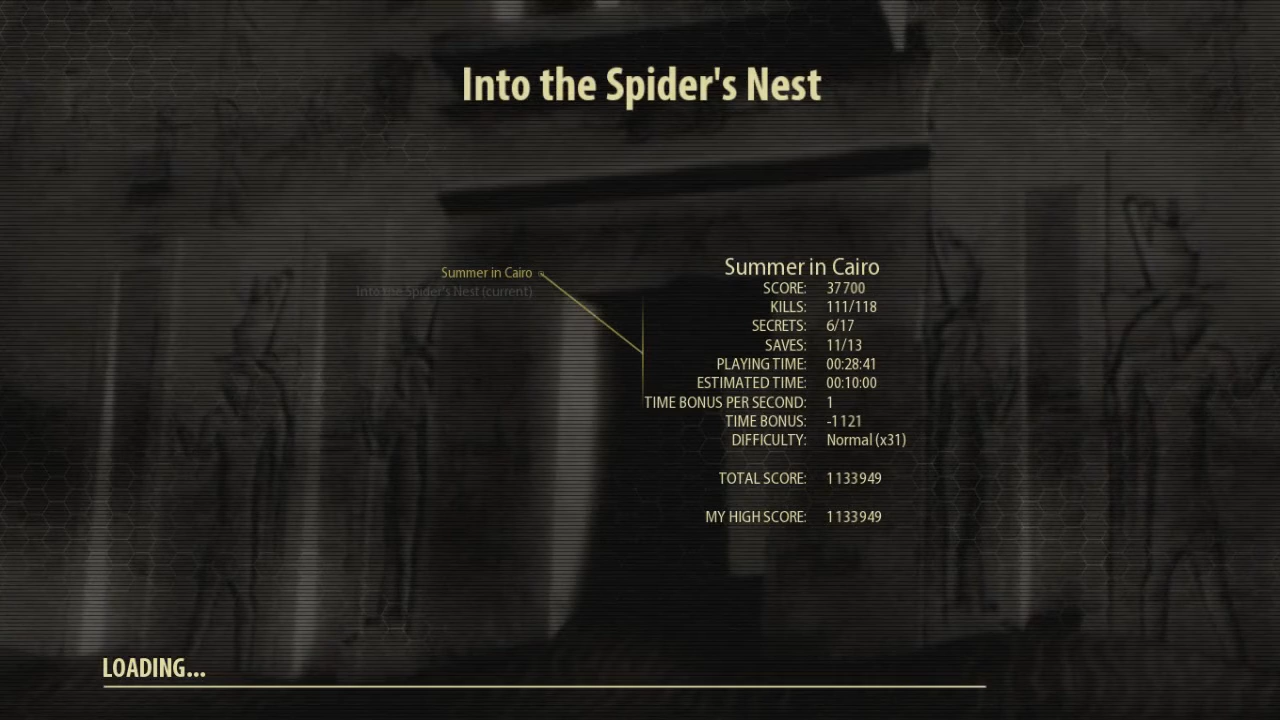 Into the Spider's Nest
Summer in Cairo
Into the Spider's Nest (current)
Summer in Cairo
SCORE: 37700
KILLS: 111/118
SECRETS: 6/17
SAVES: 11/13
PLAYING TIME: 00:28:41
ESTIMATED TIME: 00:10:00
TIME BONUS PER SECOND: 1
TIME BONUS: -1121
DIFFICULTY: Normal (x31)
TOTAL SCORE: 1133949
MY HIGH SCORE: 1133949
LOADING...